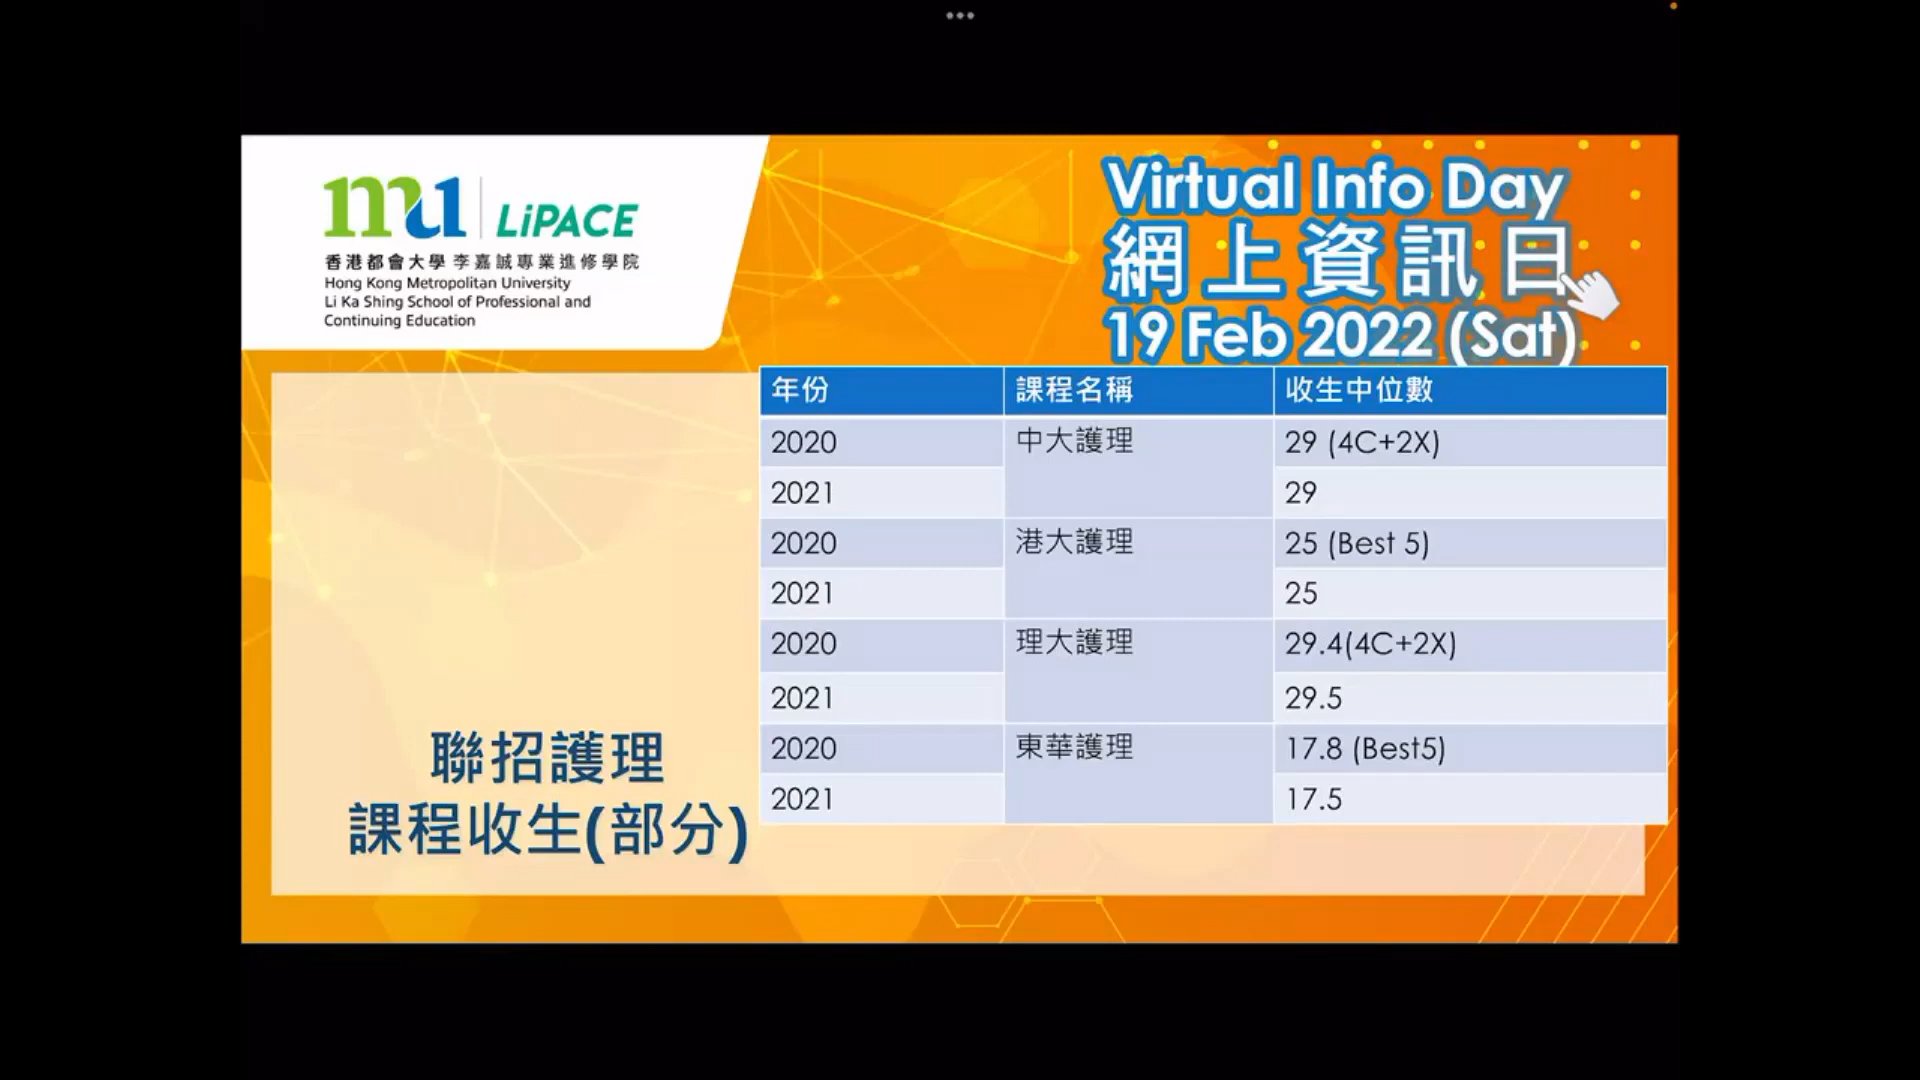 mu LiPACE
香港都會大學 李嘉誠專業進修學院
Hong Kong Metropolitan University
Li Ka Shing School of Professional and
Continuing Education
Virtual Info Day
網上資訊日
19 Feb 2022 (Sat)
年份 課程名稱 收生中位數
2020 中大護理 29 (4C+2X)
2021 29
2020 港大護理 25 (Best 5)
2021 25
2020 理大護理 29.4(4C+2X)
2021 29.5
2020 東華護理 17.8 (Best5)
2021 17.5
聯招護理
課程收生(部分)